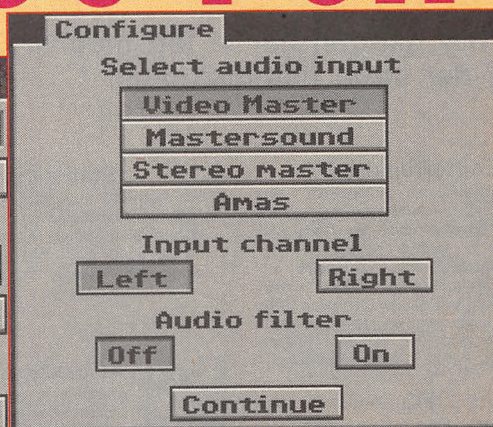 Configure
Select audio input
Video Master
Mastersound
Stereo master
Amas
Input channel
Left Right
Audio filter
Off On
Continue